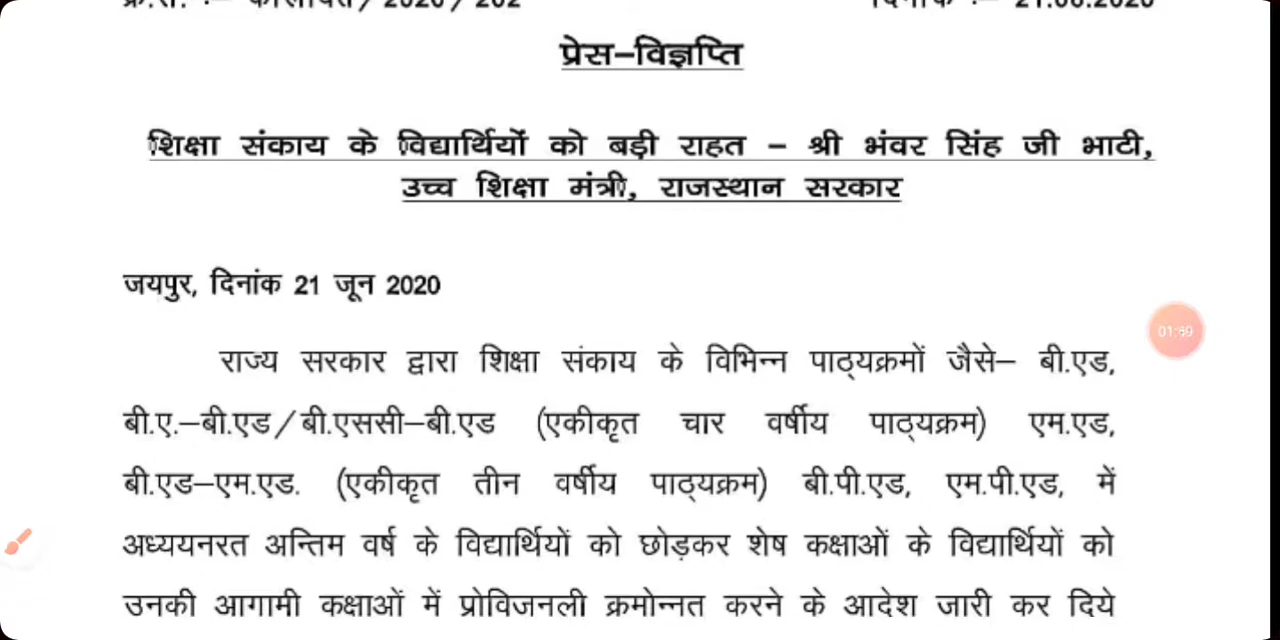 प्रेस–विज्ञप्ति
शिक्षा संकाय के विद्यार्थियों को बड़ी राहत – श्री भंवर सिंह जी भाटी,
उच्च शिक्षा मंत्री, राजस्थान सरकार
जयपुर, दिनांक 21 जून 2020
राज्य सरकार द्वारा शिक्षा संकाय के विभिन्न पाठ्यक्रमों जैसे– बी.एड,
बी.ए.–बी.एड/बी.एससी–बी.एड (एकीकृत चार वर्षीय पाठ्यक्रम) एम.एड,
बी.एड–एम.एड. (एकीकृत तीन वर्षीय पाठ्यक्रम) बी.पी.एड, एम.पी.एड, में
अध्ययनरत अन्तिम वर्ष के विद्यार्थियों को छोड़कर शेष कक्षाओं के विद्यार्थियों को
उनकी आगामी कक्षाओं में प्रोविजनली क्रमोन्नत करने के आदेश जारी कर दिये